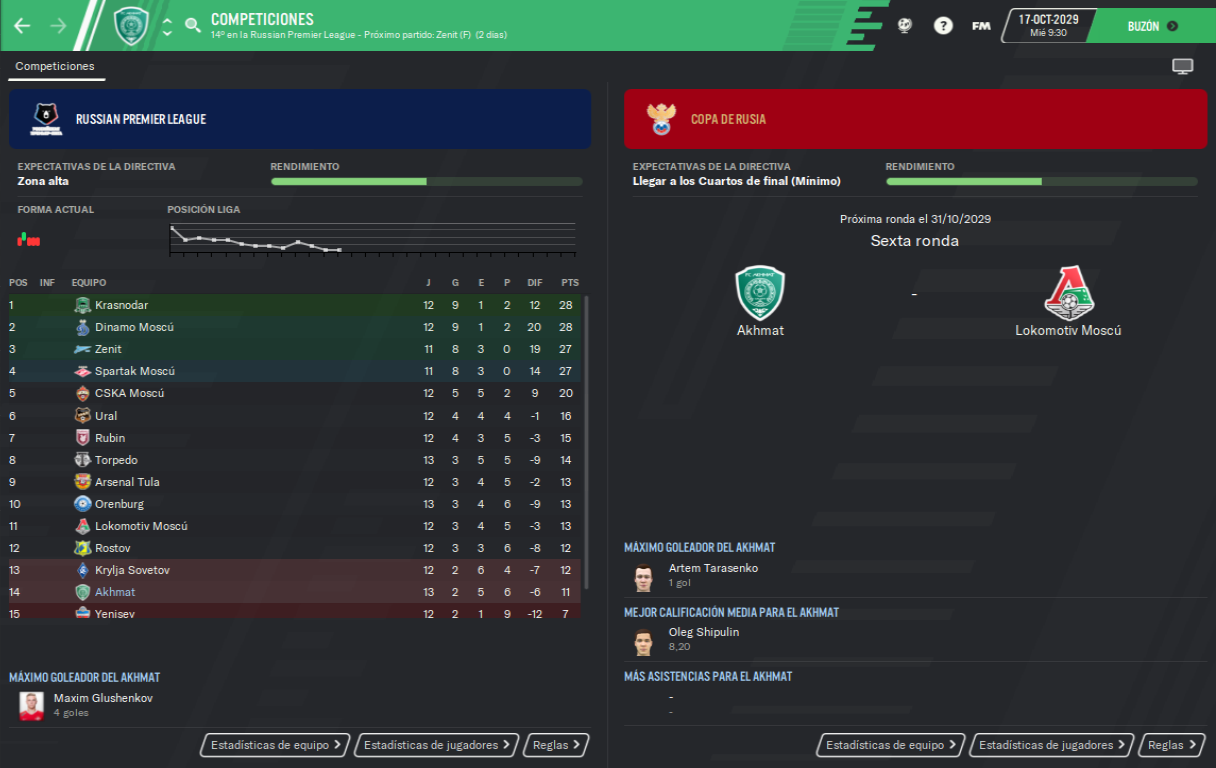 COMPETICIONES
14º en la Russian Premier League - Próximo partido: Zenit (F) (2 días)
FM
17-OCT-2029
Mié 9:30
BUZÓN
Competiciones
RUSSIAN PREMIER LEAGUE
EXPECTATIVAS DE LA DIRECTIVA
RENDIMIENTO
Zona alta
FORMA ACTUAL
POSICIÓN LIGA
POS INF EQUIPO J G E P DIF PTS
1 Krasnodar 12 9 1 2 12 28
2 Dinamo Moscú 12 9 1 2 20 28
3 Zenit 11 8 3 0 19 27
4 Spartak Moscú 11 8 3 0 14 27
5 CSKA Moscú 12 5 5 2 9 20
6 Ural 12 4 4 4 -1 16
7 Rubin 12 4 3 5 -3 15
8 Torpedo 13 3 5 5 -9 14
9 Arsenal Tula 12 3 4 5 -2 13
10 Orenburg 13 3 4 6 -9 13
11 Lokomotiv Moscú 12 3 4 5 -3 13
12 Rostov 12 3 3 6 -8 12
13 Krylja Sovetov 12 2 6 4 -7 12
14 Akhmat 13 2 5 6 -6 11
15 Yenisev 12 2 1 9 -12 7
MÁXIMO GOLEADOR DEL AKHMAT
Maxim Glushenkov
4 goles
Estadísticas de equipo
Estadísticas de jugadores
Reglas
COPA DE RUSIA
EXPECTATIVAS DE LA DIRECTIVA
RENDIMIENTO
Llegar a los Cuartos de final (Mínimo)
Próxima ronda el 31/10/2029
Sexta ronda
-
Akhmat
Lokomotiv Moscú
MÁXIMO GOLEADOR DEL AKHMAT
Artem Tarasenko
1 gol
MEJOR CALIFICACIÓN MEDIA PARA EL AKHMAT
Oleg Shipulin
8,20
MÁS ASISTENCIAS PARA EL AKHMAT
-
-
Estadísticas de equipo
Estadísticas de jugadores
Reglas